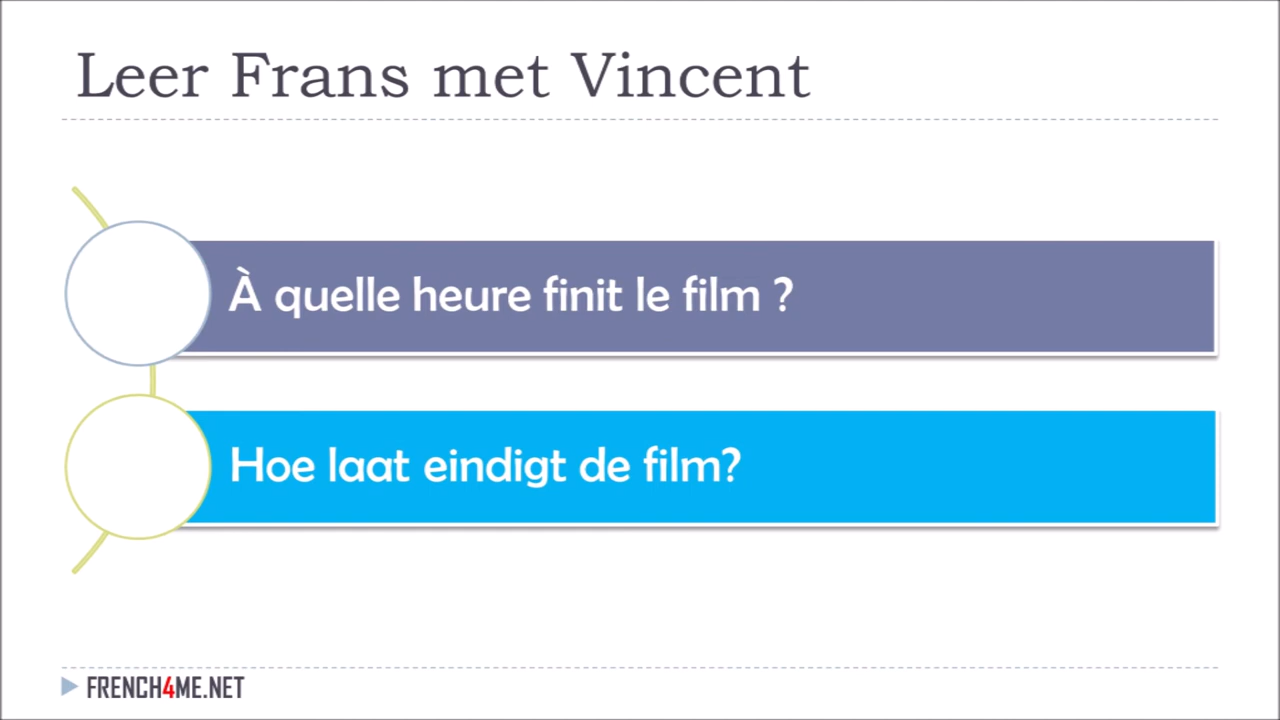 Leer Frans met Vincent
À quelle heure finit le film ?
Hoe laat eindigt de film?
FRENCH4ME.NET